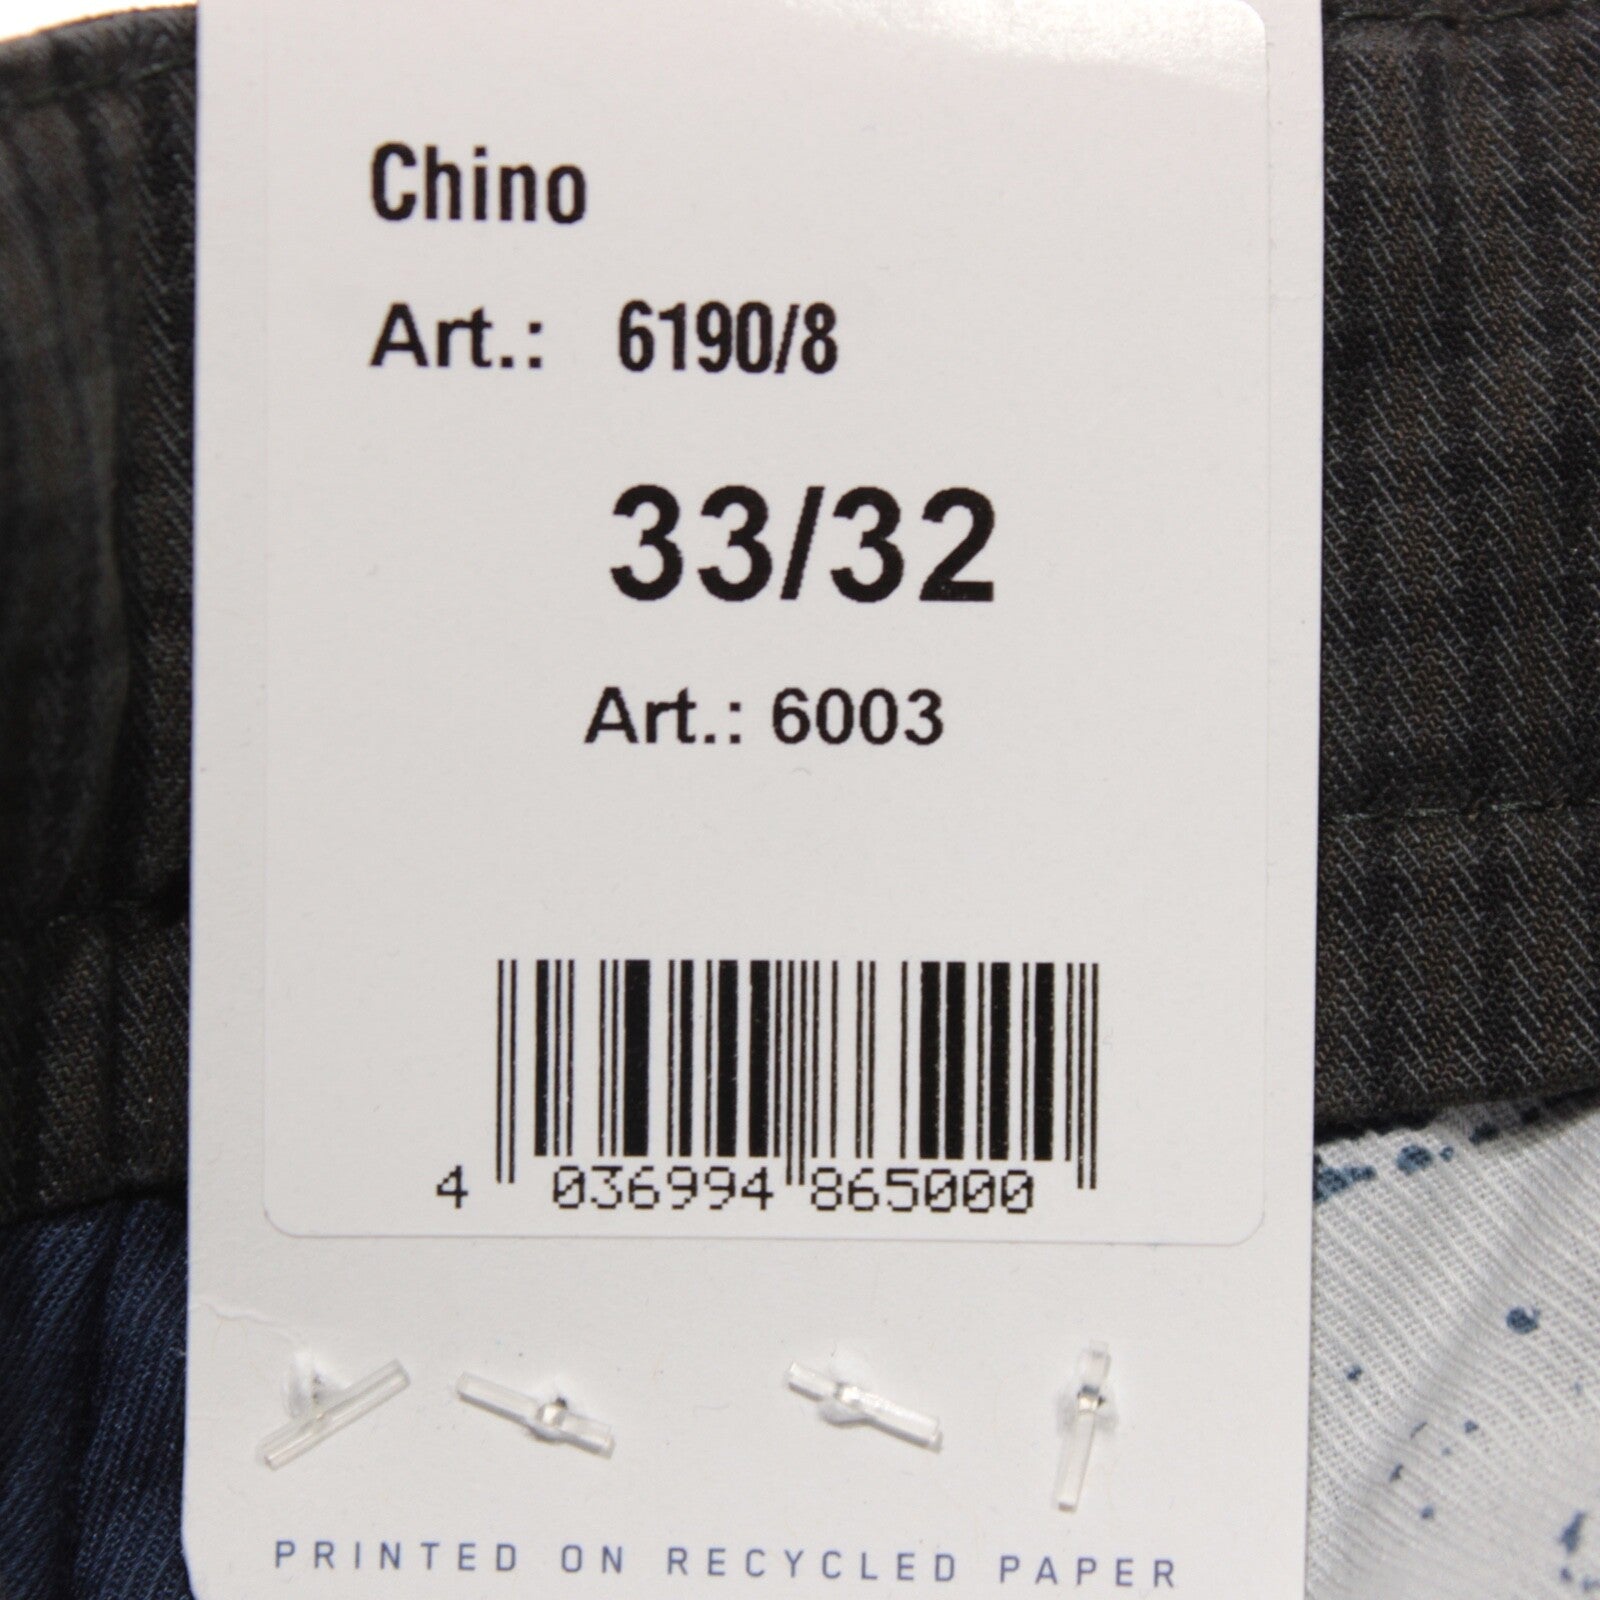 Chino
Art.: 6190/8
33/32
Art.: 6003
4 036994 865000
PRINTED ON RECYCLED PAPER